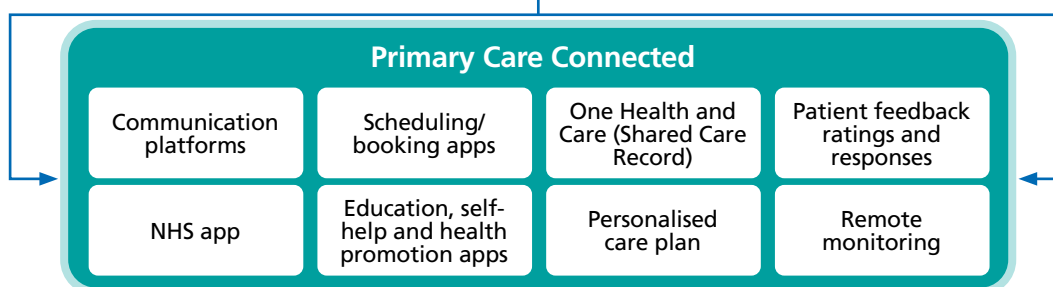 Primary Care Connected
Communication
platforms
Scheduling/
booking apps
One Health and
Care (Shared Care
Record)
Patient feedback
ratings and
responses
NHS app
Education, self-
help and health
promotion apps
Personalised
care plan
Remote
monitoring